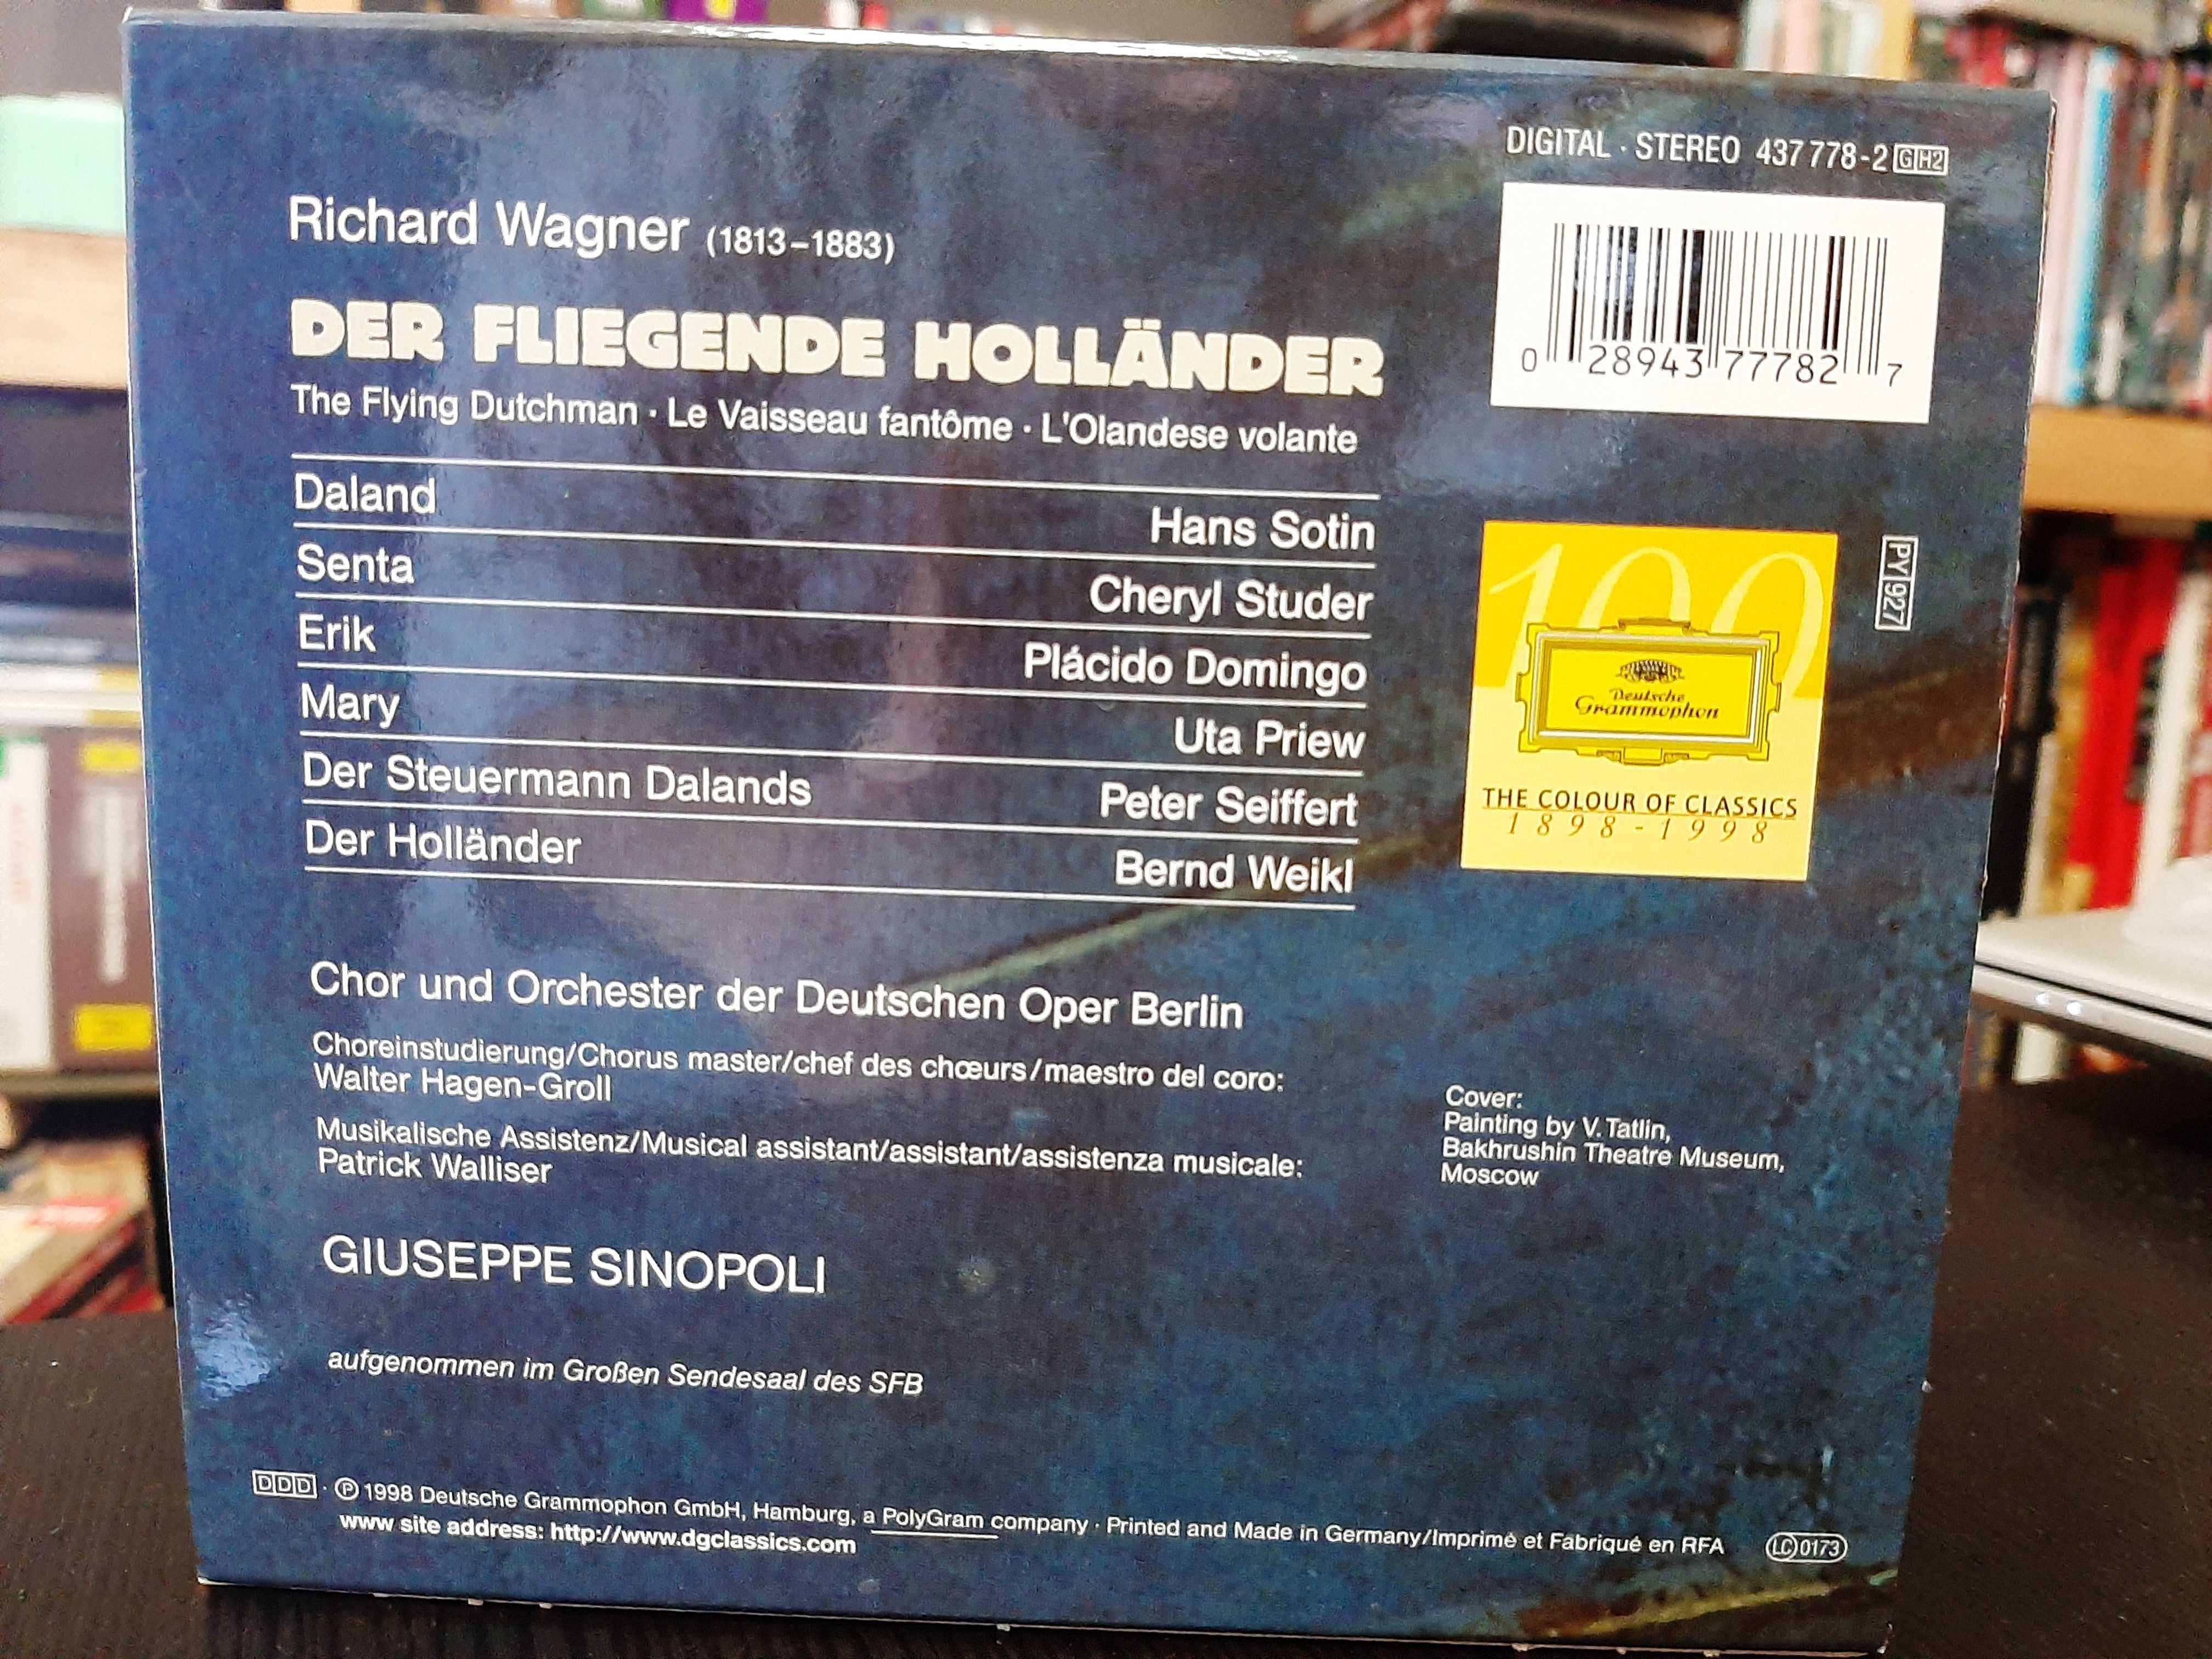 DIGITAL · STEREO 437 778-2 GH2
Richard Wagner (1813–1883)
0 28943 77782 7
DER FLIEGENDE HOLLÄNDER
The Flying Dutchman · Le Vaisseau fantôme · L'Olandese volante
Daland Hans Sotin
Senta Cheryl Studer
Erik Plácido Domingo
Mary Uta Priew
Der Steuermann Dalands Peter Seiffert
Der Holländer Bernd Weikl
100
Deutsche
Grammophon
THE COLOUR OF CLASSICS
1898-1998
PY 927
Chor und Orchester der Deutschen Oper Berlin
Choreinstudierung/Chorus master/chef des chœurs/maestro del coro:
Walter Hagen-Groll
Musikalische Assistenz/Musical assistant/assistant/assistenza musicale:
Patrick Walliser
Cover:
Painting by V. Tatlin,
Bakhrushin Theatre Museum,
Moscow
GIUSEPPE SINOPOLI
aufgenommen im Großen Sendesaal des SFB
DDD · ℗ 1998 Deutsche Grammophon GmbH, Hamburg, a PolyGram company · Printed and Made in Germany/Imprimé et Fabriqué en RFA LC 0173
www site address: http://www.dgclassics.com